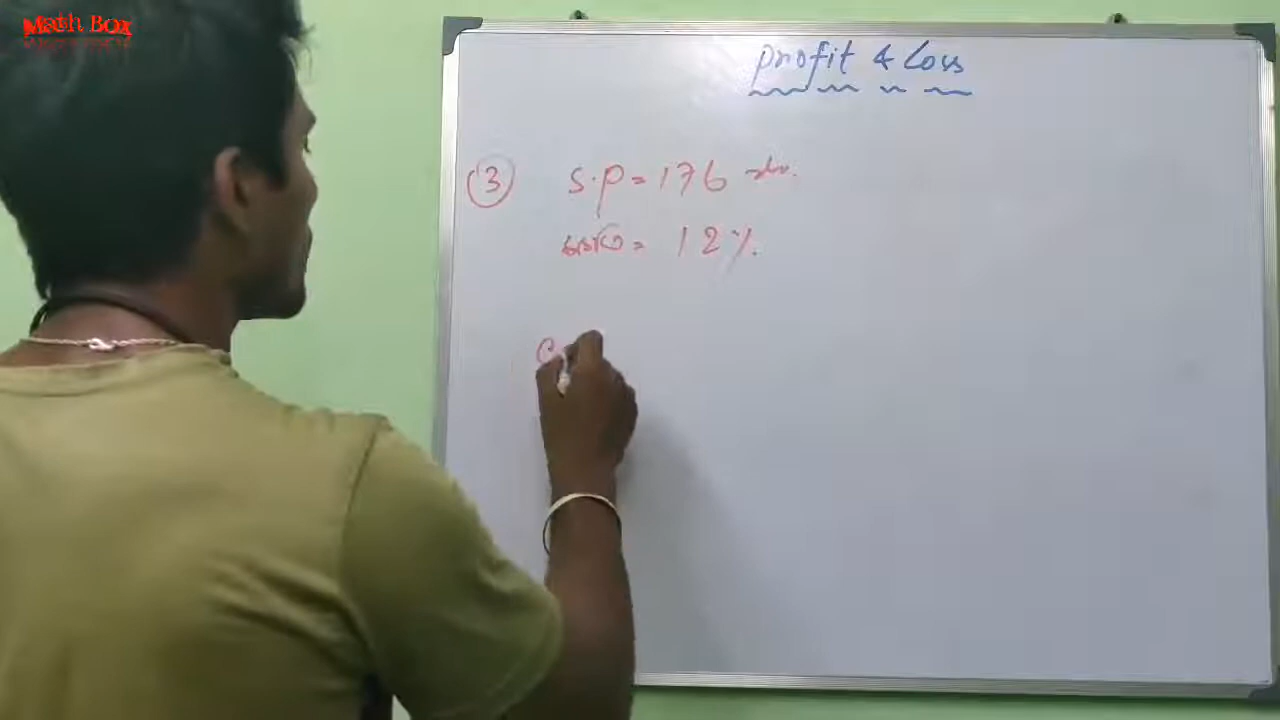 Math Box
Profit & Loss
③ S.P = 176
= 12%.
C